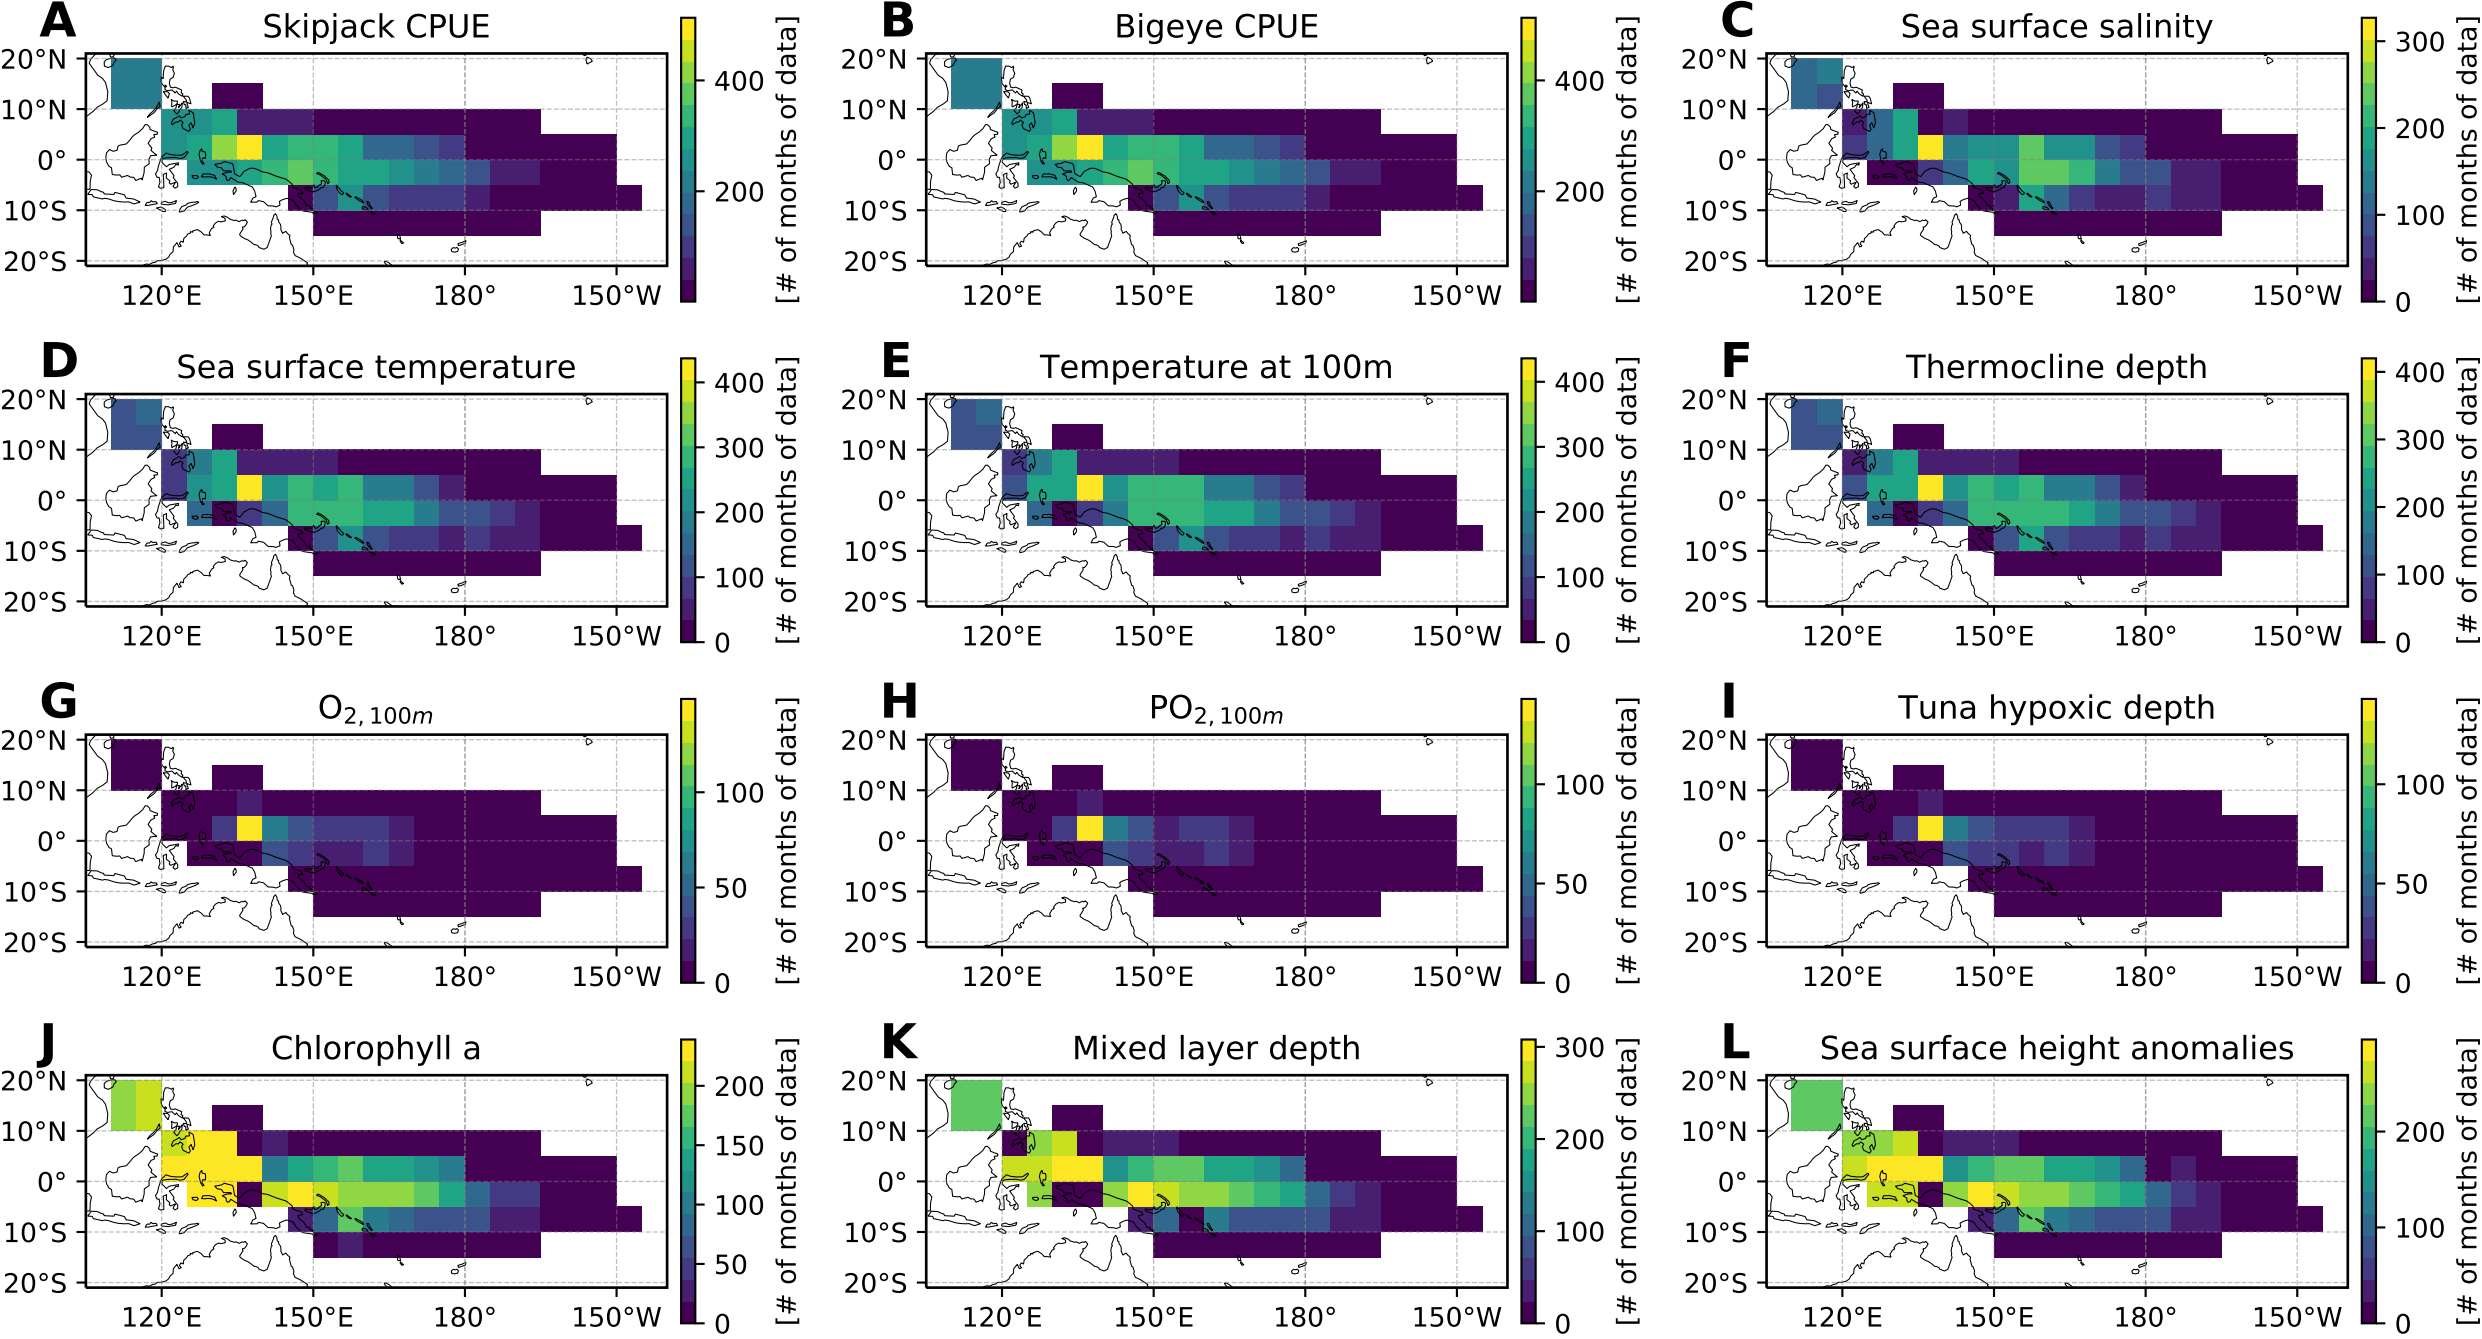 A Skipjack CPUE
20°N
10°N
0°
10°S
20°S
120°E 150°E 180° 150°W
400
200
[# of months of data]
B Bigeye CPUE
20°N
10°N
0°
10°S
20°S
120°E 150°E 180° 150°W
400
200
[# of months of data]
C Sea surface salinity
20°N
10°N
0°
10°S
20°S
120°E 150°E 180° 150°W
300
200
100
0
[# of months of data]
D Sea surface temperature
20°N
10°N
0°
10°S
20°S
120°E 150°E 180° 150°W
400
300
200
100
0
[# of months of data]
E Temperature at 100m
20°N
10°N
0°
10°S
20°S
120°E 150°E 180° 150°W
400
300
200
100
0
[# of months of data]
F Thermocline depth
20°N
10°N
0°
10°S
20°S
120°E 150°E 180° 150°W
400
300
200
100
0
[# of months of data]
G O2, 100m
20°N
10°N
0°
10°S
20°S
120°E 150°E 180° 150°W
100
50
0
[# of months of data]
H PO2, 100m
20°N
10°N
0°
10°S
20°S
120°E 150°E 180° 150°W
100
50
0
[# of months of data]
I Tuna hypoxic depth
20°N
10°N
0°
10°S
20°S
120°E 150°E 180° 150°W
100
50
0
[# of months of data]
J Chlorophyll a
20°N
10°N
0°
10°S
20°S
120°E 150°E 180° 150°W
200
150
100
50
0
[# of months of data]
K Mixed layer depth
20°N
10°N
0°
10°S
20°S
120°E 150°E 180° 150°W
300
200
100
0
[# of months of data]
L Sea surface height anomalies
20°N
10°N
0°
10°S
20°S
120°E 150°E 180° 150°W
200
100
0
[# of months of data]